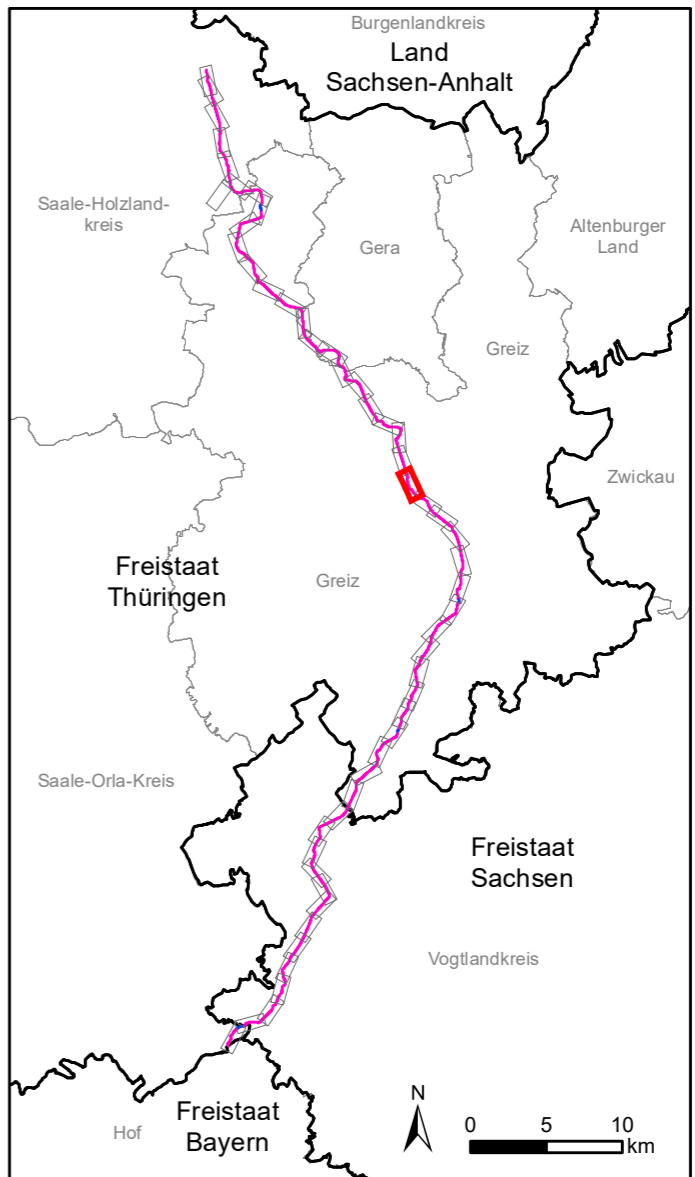 Burgenlandkreis
Land
Sachsen-Anhalt
Saale-Holzland-
kreis
Gera
Altenburger
Land
Greiz
Zwickau
Freistaat
Thüringen
Greiz
Saale-Orla-Kreis
Freistaat
Sachsen
Vogtlandkreis
Freistaat
Bayern
Hof
N
0 5 10
km